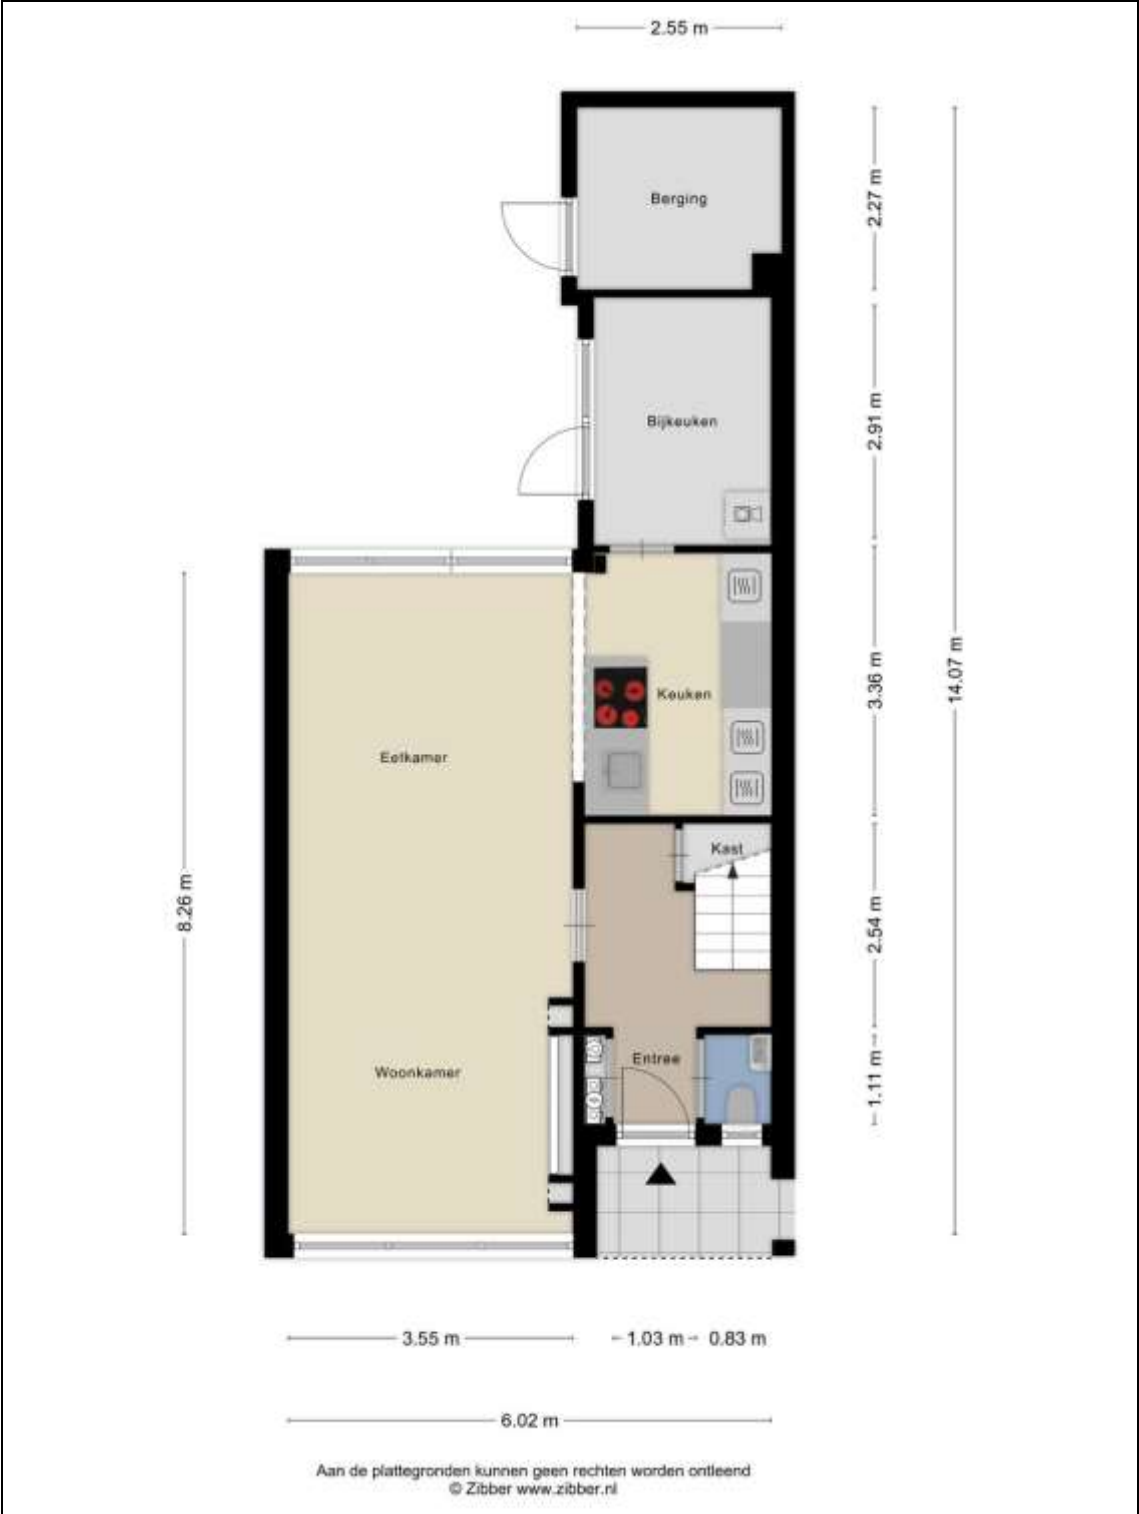 2.55 m
Berging
2.27 m
Bijkeuken
2.91 m
Keuken
3.36 m
14.07 m
Eetkamer
Kast
8.26 m
2.54 m
Entree
Woonkamer
1.11 m
3.55 m
1.03 m
0.83 m
6.02 m
Aan de plattegronden kunnen geen rechten worden ontleend
© Zibber www.zibber.nl